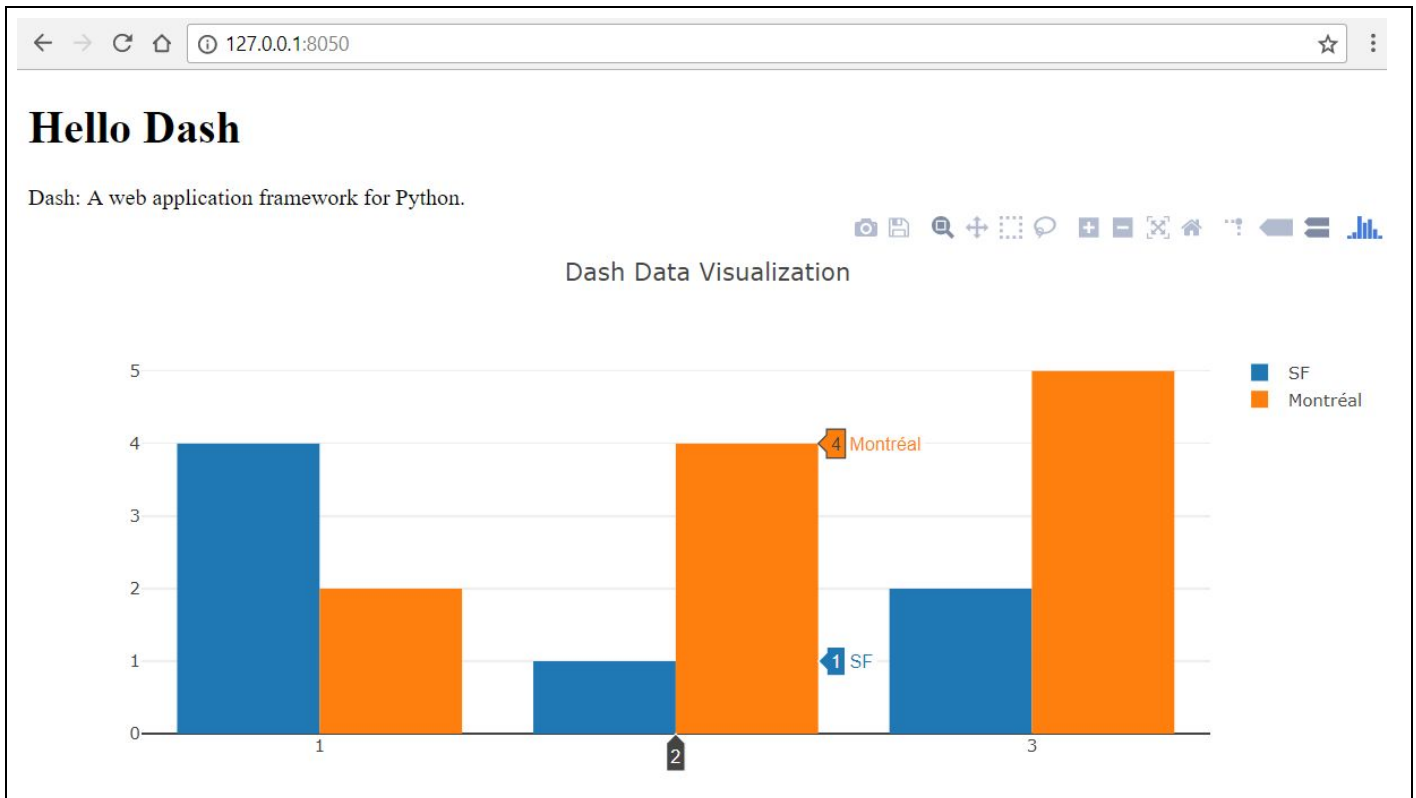 127.0.0.1:8050
Hello Dash
Dash: A web application framework for Python.
Dash Data Visualization
5
4
3
2
1
0
4 Montréal
1 SF
1
2
3
SF
Montréal